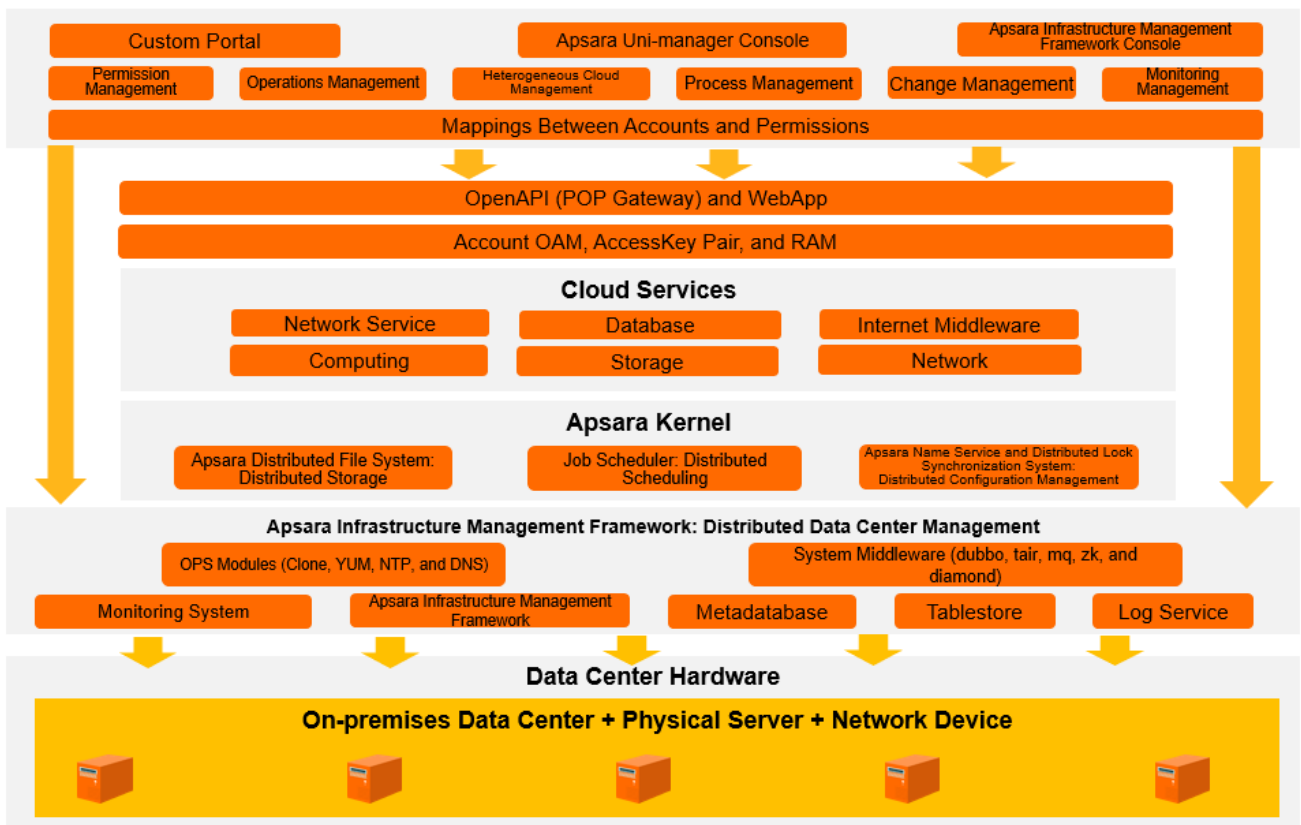 Custom Portal
Apsara Uni-manager Console
Apsara Infrastructure Management
Framework Console
Permission
Management
Operations Management
Heterogeneous Cloud
Management
Process Management
Change Management
Monitoring
Management
Mappings Between Accounts and Permissions
OpenAPI (POP Gateway) and WebApp
Account OAM, AccessKey Pair, and RAM
Cloud Services
Network Service
Database
Internet Middleware
Computing
Storage
Network
Apsara Kernel
Apsara Distributed File System:
Distributed Storage
Job Scheduler: Distributed
Scheduling
Apsara Name Service and Distributed Lock
Synchronization System:
Distributed Configuration Management
Apsara Infrastructure Management Framework: Distributed Data Center Management
OPS Modules (Clone, YUM, NTP, and DNS)
System Middleware (dubbo, tair, mq, zk, and
diamond)
Monitoring System
Apsara Infrastructure Management
Framework
Metadatabase
Tablestore
Log Service
Data Center Hardware
On-premises Data Center + Physical Server + Network Device